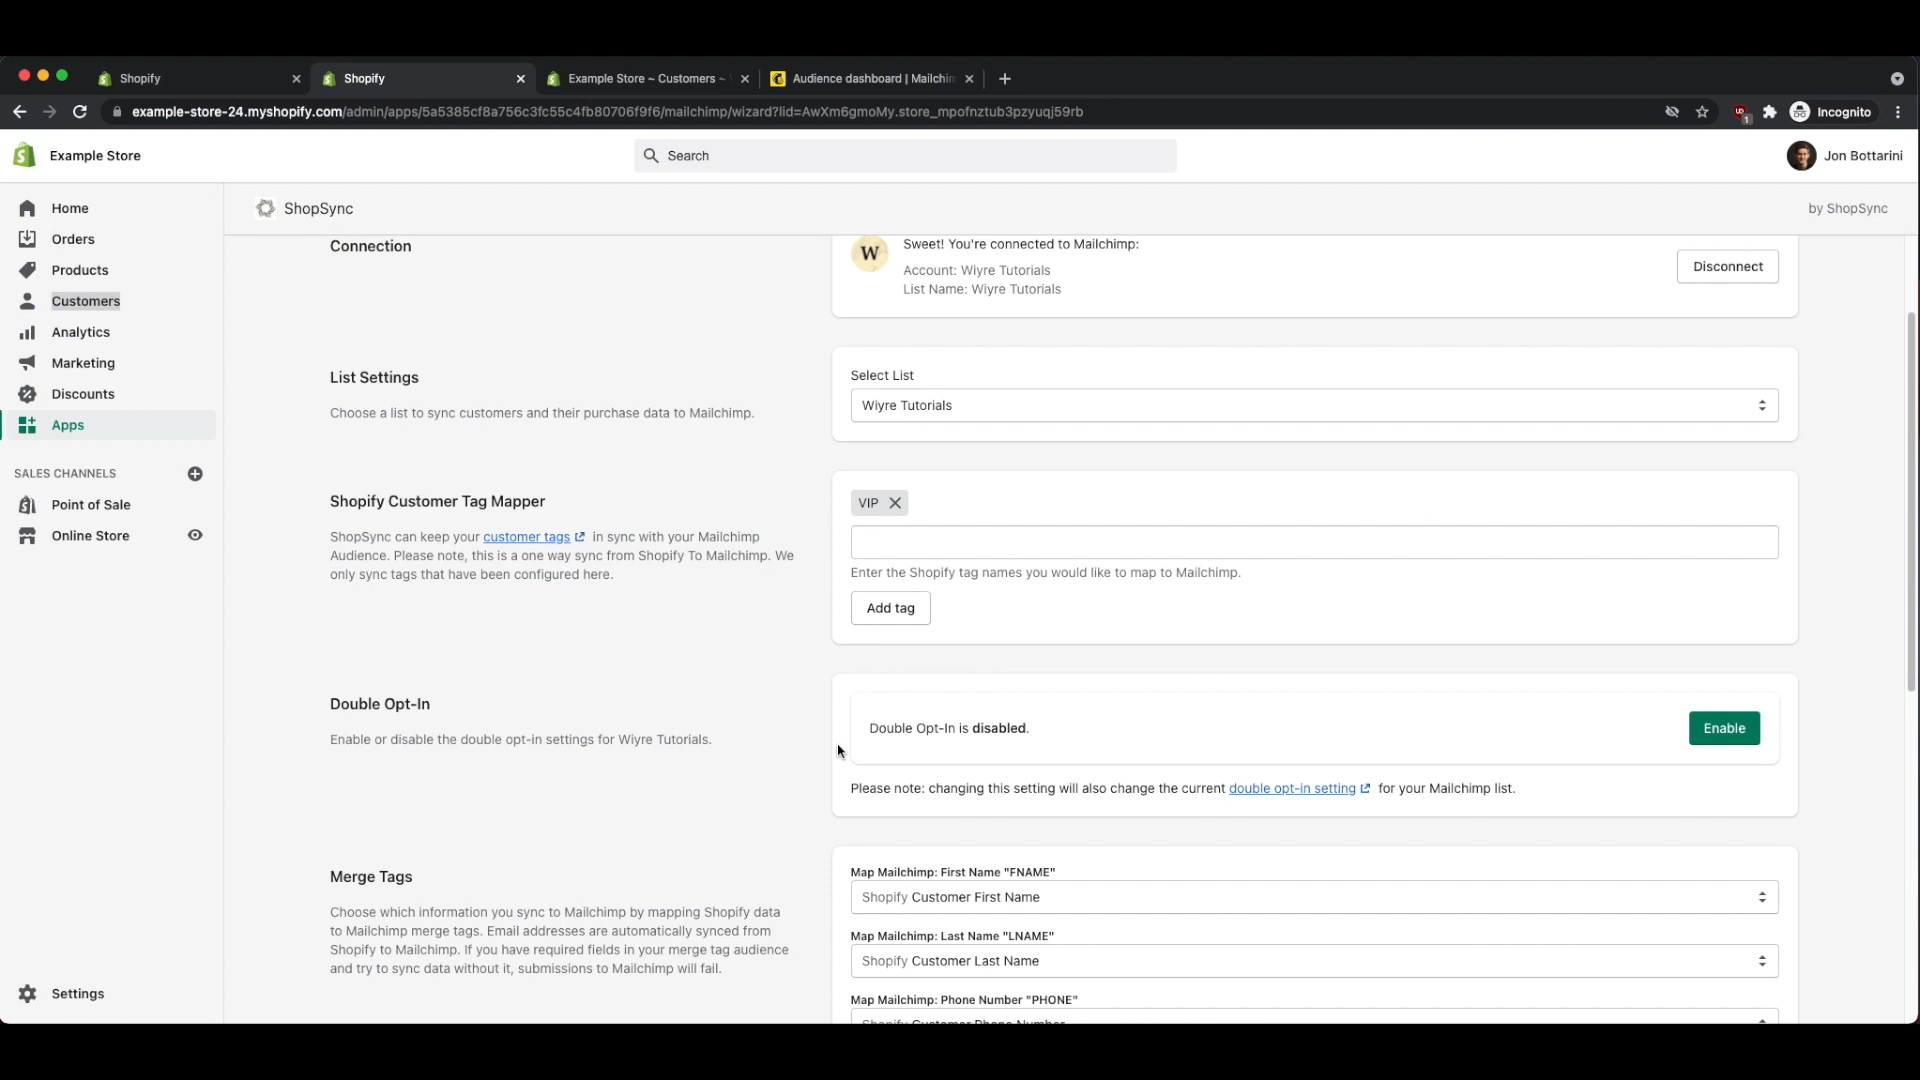 Shopify
Shopify
Example Store ~ Customers ~
Audience dashboard | Mailchim
example-store-24.myshopify.com/admin/apps/5a5385cf8a756c3fc55c4fb80706f9f6/mailchimp/wizard?lid=AwXm6gmoMy.store_mpofnztub3pzyuqj59rb
1
Incognito
Example Store
Search
Jon Bottarini
Home
Orders
Products
Customers
Analytics
Marketing
Discounts
Apps
SALES CHANNELS
Point of Sale
Online Store
Settings
ShopSync
by ShopSync
Connection
W
Sweet! You're connected to Mailchimp:
Account: Wiyre Tutorials
List Name: Wiyre Tutorials
Disconnect
List Settings
Choose a list to sync customers and their purchase data to Mailchimp.
Select List
Wiyre Tutorials
Shopify Customer Tag Mapper
ShopSync can keep your customer tags in sync with your Mailchimp
Audience. Please note, this is a one way sync from Shopify To Mailchimp. We
only sync tags that have been configured here.
VIP
Enter the Shopify tag names you would like to map to Mailchimp.
Add tag
Double Opt-In
Enable or disable the double opt-in settings for Wiyre Tutorials.
Double Opt-In is disabled.
Enable
Please note: changing this setting will also change the current double opt-in setting for your Mailchimp list.
Merge Tags
Choose which information you sync to Mailchimp by mapping Shopify data
to Mailchimp merge tags. Email addresses are automatically synced from
Shopify to Mailchimp. If you have required fields in your merge tag audience
and try to sync data without it, submissions to Mailchimp will fail.
Map Mailchimp: First Name "FNAME"
Shopify Customer First Name
Map Mailchimp: Last Name "LNAME"
Shopify Customer Last Name
Map Mailchimp: Phone Number "PHONE"
Shopify Customer Phone Number